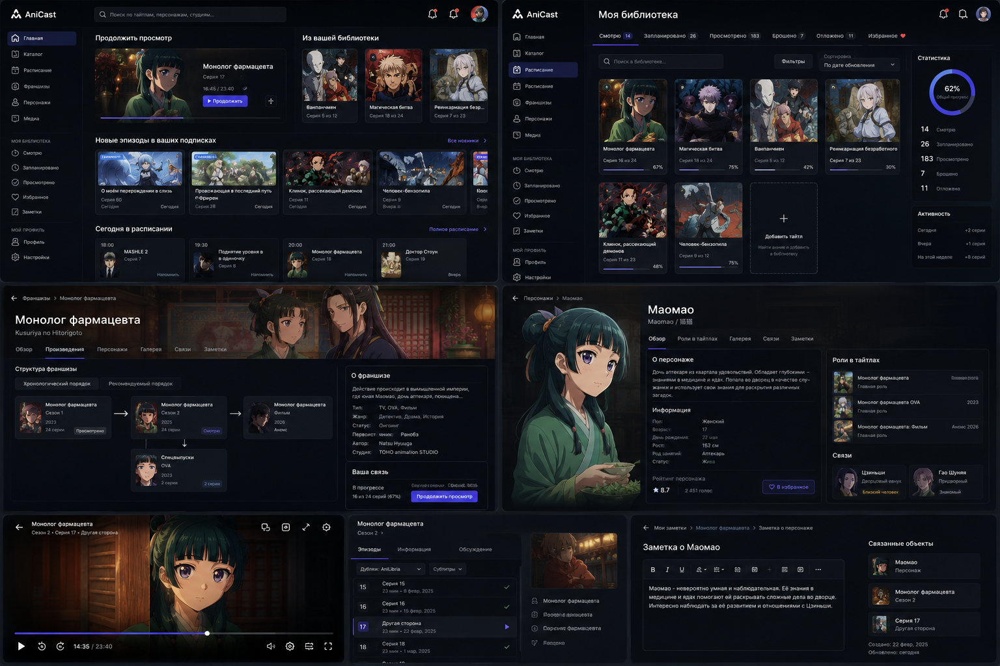 AniCast
Поиск по тайтлам, персонажам, студиям...
Главная
Каталог
Расписание
Франшизы
Персонажи
Медиа
МОЯ БИБЛИОТЕКА
Смотрю
Запланировано
Просмотрено
Избранное
Заметки
МОЙ ПРОФИЛЬ
Профиль
Настройки
Продолжить просмотр
Монолог фармацевта
Серия 17
16:45 / 23:40
Продолжить
Из вашей библиотеки
Ванпанчмен
Серия 5 из 12
Магическая битва
Серия 18 из 24
Реинкарнация безр...
Серия 7 из 23
Новые эпизоды в ваших подписках
Все новинки
О моём перерождении в слизь
Серия 60
Сегодня
Провожающая в последний путь
Фрирен
Серия 28
Сегодня
Клинок, рассекающий демонов
Серия 11
Сегодня
Сегодня
Человек-бензопила
Серия 9
Вчера
Сегодня
Сегодня в расписании
Полное расписание
18:00
MASHLE 2
Серия 7
Напомнить
19:30
Поднятие уровня в
одиночку
Серия 8
Напомнить
20:00
Монолог фармацевта
Серия 18
Напомнить
21:00
Доктор Стоун
Серия 19
Вчера
AniCast
Моя библиотека
Главная
Каталог
Расписание
Расписание
Франшизы
Персонажи
Медиа
МОЯ БИБЛИОТЕКА
Смотрю
Запланировано
Просмотрено
Избранное
Заметки
МОЙ ПРОФИЛЬ
Профиль
Настройки
Смотрю 14
Запланировано 26
Просмотрено 183
Брошено 7
Отложено 11
Избранное
Поиск в библиотеке...
Фильтры
Сортировка
По дате обновления
Монолог фармацевта
Серия 16 из 24
67%
Магическая битва
Серия 18 из 24
75%
Ванпанчмен
Серия 5 из 12
42%
Реинкарнация безработного
Серия 7 из 23
30%
Клинок, рассекающий
демонов
Серия 11 из 23
48%
Человек-бензопила
Серия 9 из 12
75%
Добавить тайтл
Найти аниме и добавить
в библиотеку
Статистика
62%
Общий прогресс
14 Смотрю
26 Запланировано
183 Просмотрено
7 Брошено
11 Отложено
Активность
Сегодня +2 серии
Вчера +1 серия
На этой неделе +8 серий
Франшизы > Монолог фармацевта
Монолог фармацевта
Kusuriya no Hitorigoto
Обзор
Произведения
Персонажи
Галерея
Связи
Заметки
Структура франшизы
Хронологический порядок
Рекомендуемый порядок
Монолог фармацевта
Сезон 1
2023
24 серии
Просмотрено
Монолог фармацевта
Сезон 2
2025
24 серии
Смотрю
Монолог фармацевта
Фильм
2026
Анонс
Спецвыпуски
OVA
2023
2 серии
2 серии
О франшизе
Действие происходит в вымышленной империи,
где юная Маомао, дочь аптекаря, похищена...
Тип: TV, OVA, Фильм
Жанр: Детектив, Драма, История
Статус: Онгоинг
Ранобэ
Автор: Natsu Hyuuga
Студия: TOHO animation STUDIO
Ваша связь
В прогрессе
16 из 24 серий (67%)
Продолжить просмотр
Персонажи > Маомао
Маомао
Maomao / 猫猫
Обзор
Роли в тайтлах
Галерея
Связи
Заметки
О персонаже
Дочь аптекаря из квартала удовольствий. Обладает глубокими –
знаниями в медицине и ядах. Попала во дворец в качестве слу-
жанки и использует свои знания для раскрытия различных
загадок.
Информация
Пол: Женский
Возраст: 17
День рождения: 22 мая
Рост: 152 см
Род занятий: Аптекарь
Статус: Жива
Рейтинг персонажа
8.7
2 451 голос
В избранное
Роли в тайтлах
Монолог фармацевта
Главная роль
Монолог фармацевта OVA
2023
Главная роль
Монолог фармацевта: Фильм
Анонс 2026
Главная роль
Связи
Цзиньши
Дворцовый евнух
Близкий человек
Гао Шуняя
Придворный
Знакомый
Монолог фармацевта
Сезон 2 • Серия 17 • Другая сторона
14:35 / 23:40
Монолог фармацевта
Сезон 2 >
Эпизоды
Информация
Обсуждение
Дубляж: AniLibria
Субтитры
15 Серия 15
23 мин • 8 февр, 2025
16 Серия 16
23 мин • 15 февр, 2025
17 Другая сторона
23 мин • 22 февр, 2025
18 Серия 18
23 мин • 1 мар, 2025
Монолог фармацевта
Мои заметки > Монолог фармацевта > Заметка о персонаже
Заметка о Маомао
B I U
Маомао - невероятно умная и наблюдательная. Её знания в
медицине и ядах помогают ей раскрывать сложные дела во дворце.
Интересно наблюдать за её развитием и отношениями с Цзиньши.
Связанные объекты
Маомао
Персонаж
Монолог фармацевта
Сезон 2
Серия 17
Другая сторона
Создано: 22 февр, 2025
Обновлено: сегодня